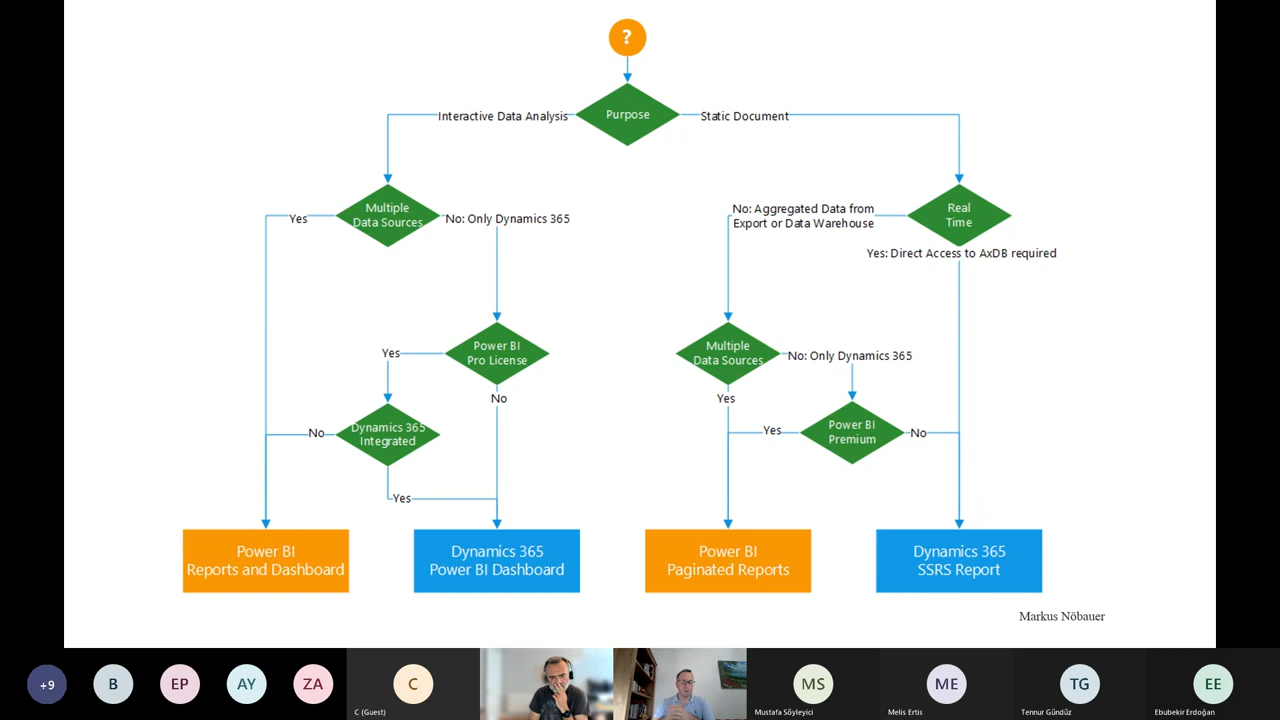 ?
Purpose
Interactive Data Analysis
Static Document
Multiple
Data Sources
Yes
No: Only Dynamics 365
No: Aggregated Data from
Export or Data Warehouse
Real
Time
Yes: Direct Access to AxDB required
Power BI
Pro License
Yes
No
Multiple
Data Sources
No: Only Dynamics 365
Yes
Dynamics 365
Integrated
No
Yes
Power BI
Premium
Yes
No
Power BI
Reports and Dashboard
Dynamics 365
Power BI Dashboard
Power BI
Paginated Reports
Dynamics 365
SSRS Report
Markus Nöbauer
+9
B
EP
AY
ZA
C
C (Guest)
MS
Mustafa Söyleyici
ME
Melis Ertis
TG
Tennur Gündüz
EE
Ebubekir Erdoğan